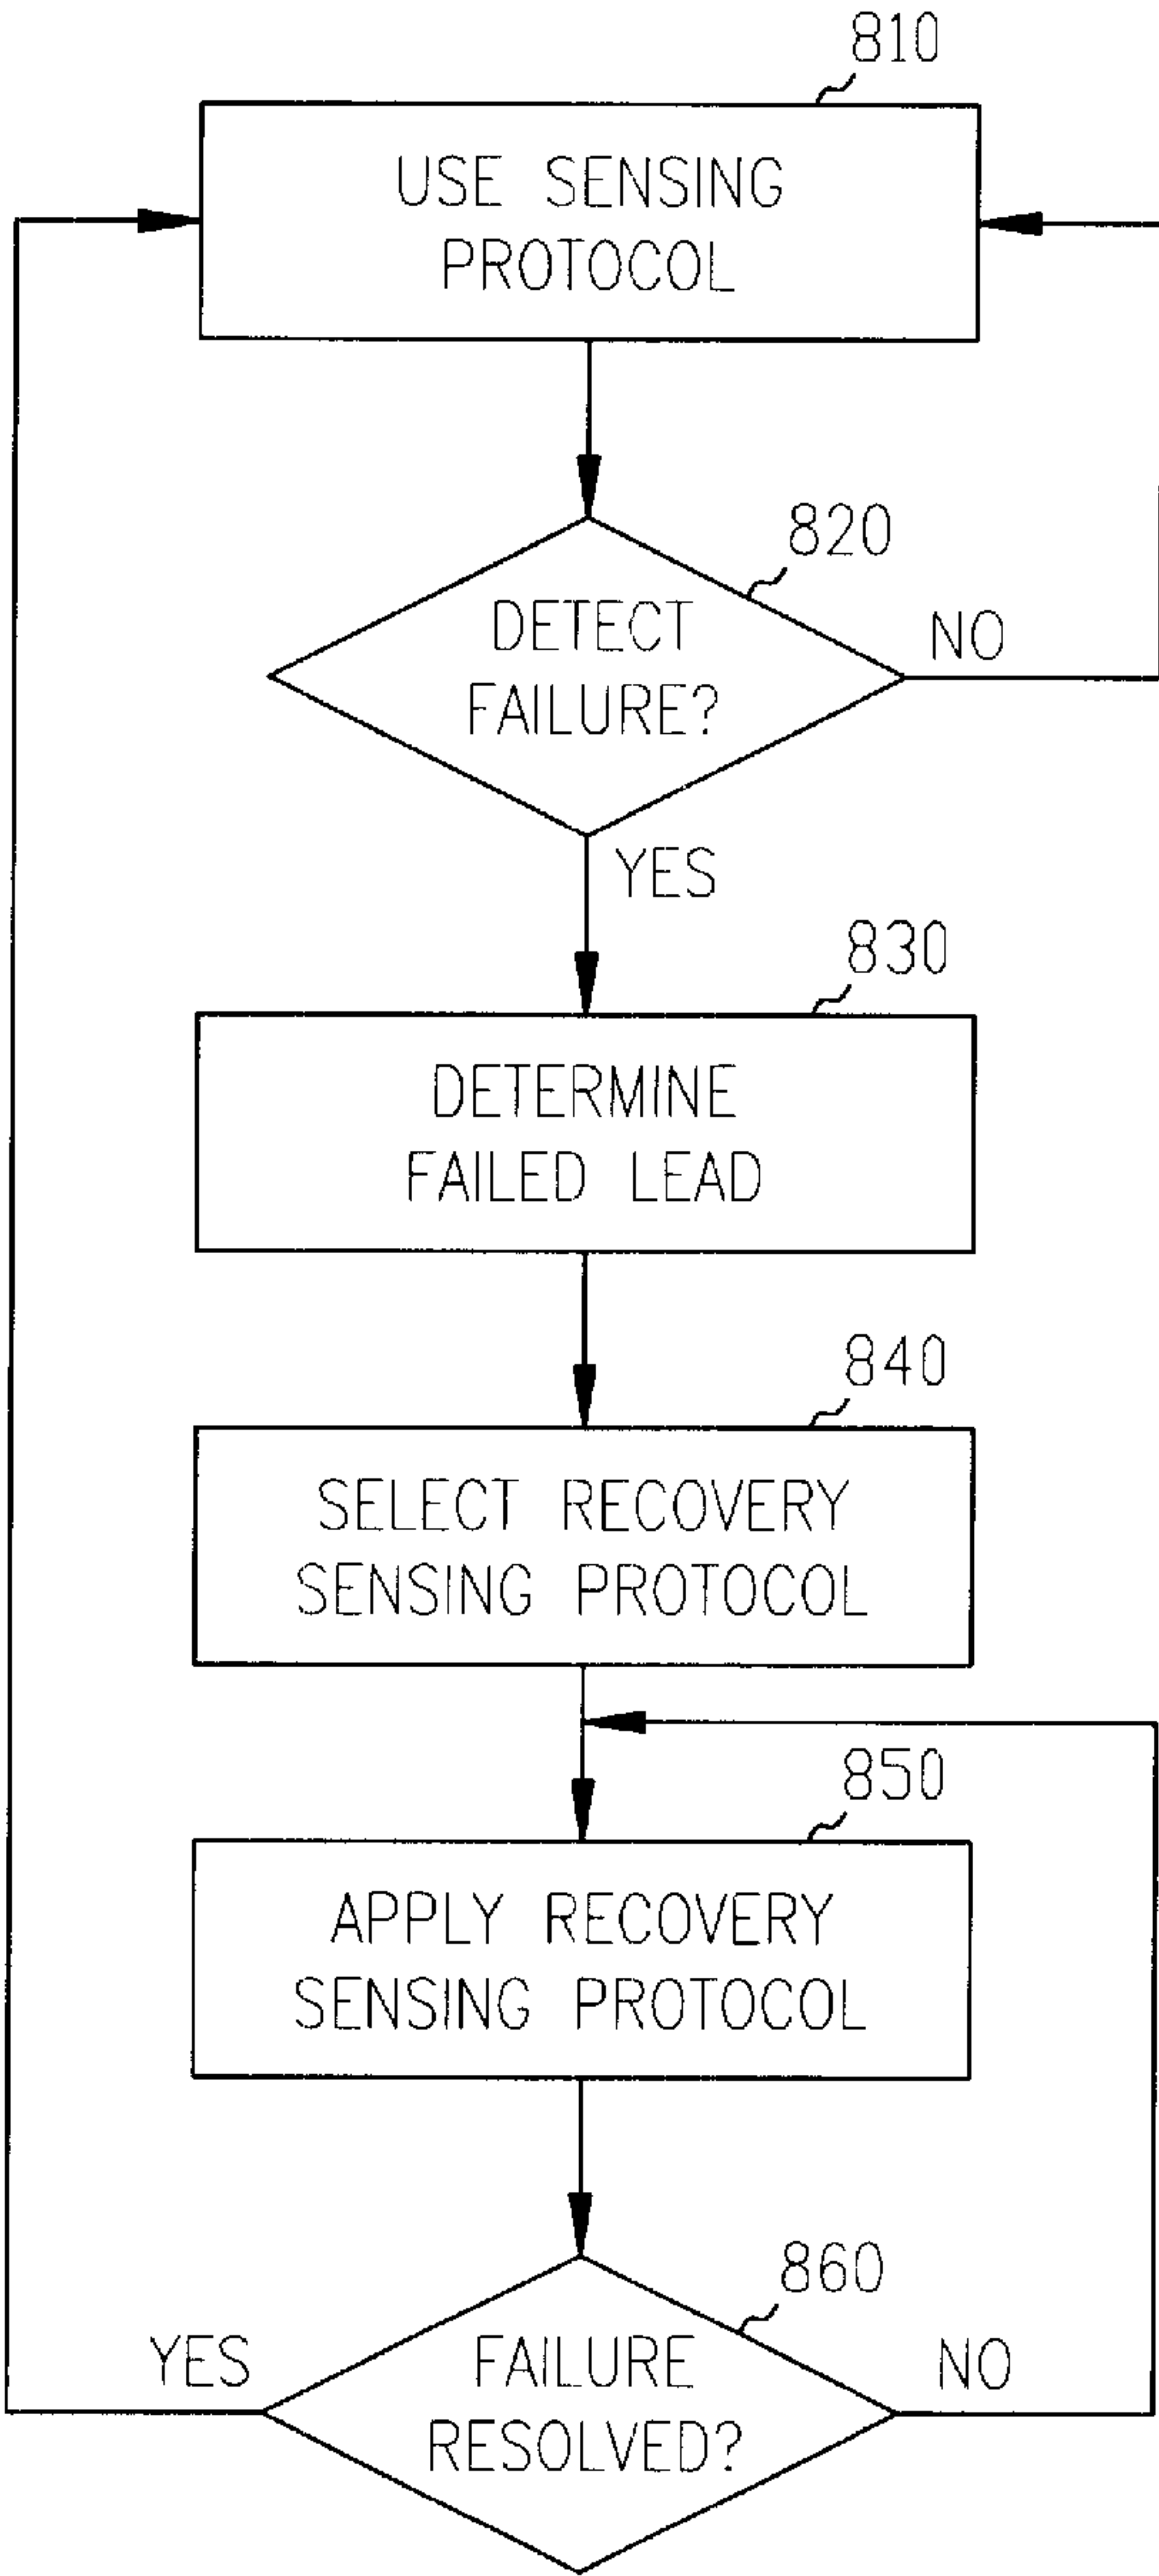 810
USE SENSING
PROTOCOL
820
DETECT
FAILURE?
NO
YES
830
DETERMINE
FAILED LEAD
840
SELECT RECOVERY
SENSING PROTOCOL
850
APPLY RECOVERY
SENSING PROTOCOL
860
YES
FAILURE
RESOLVED?
NO